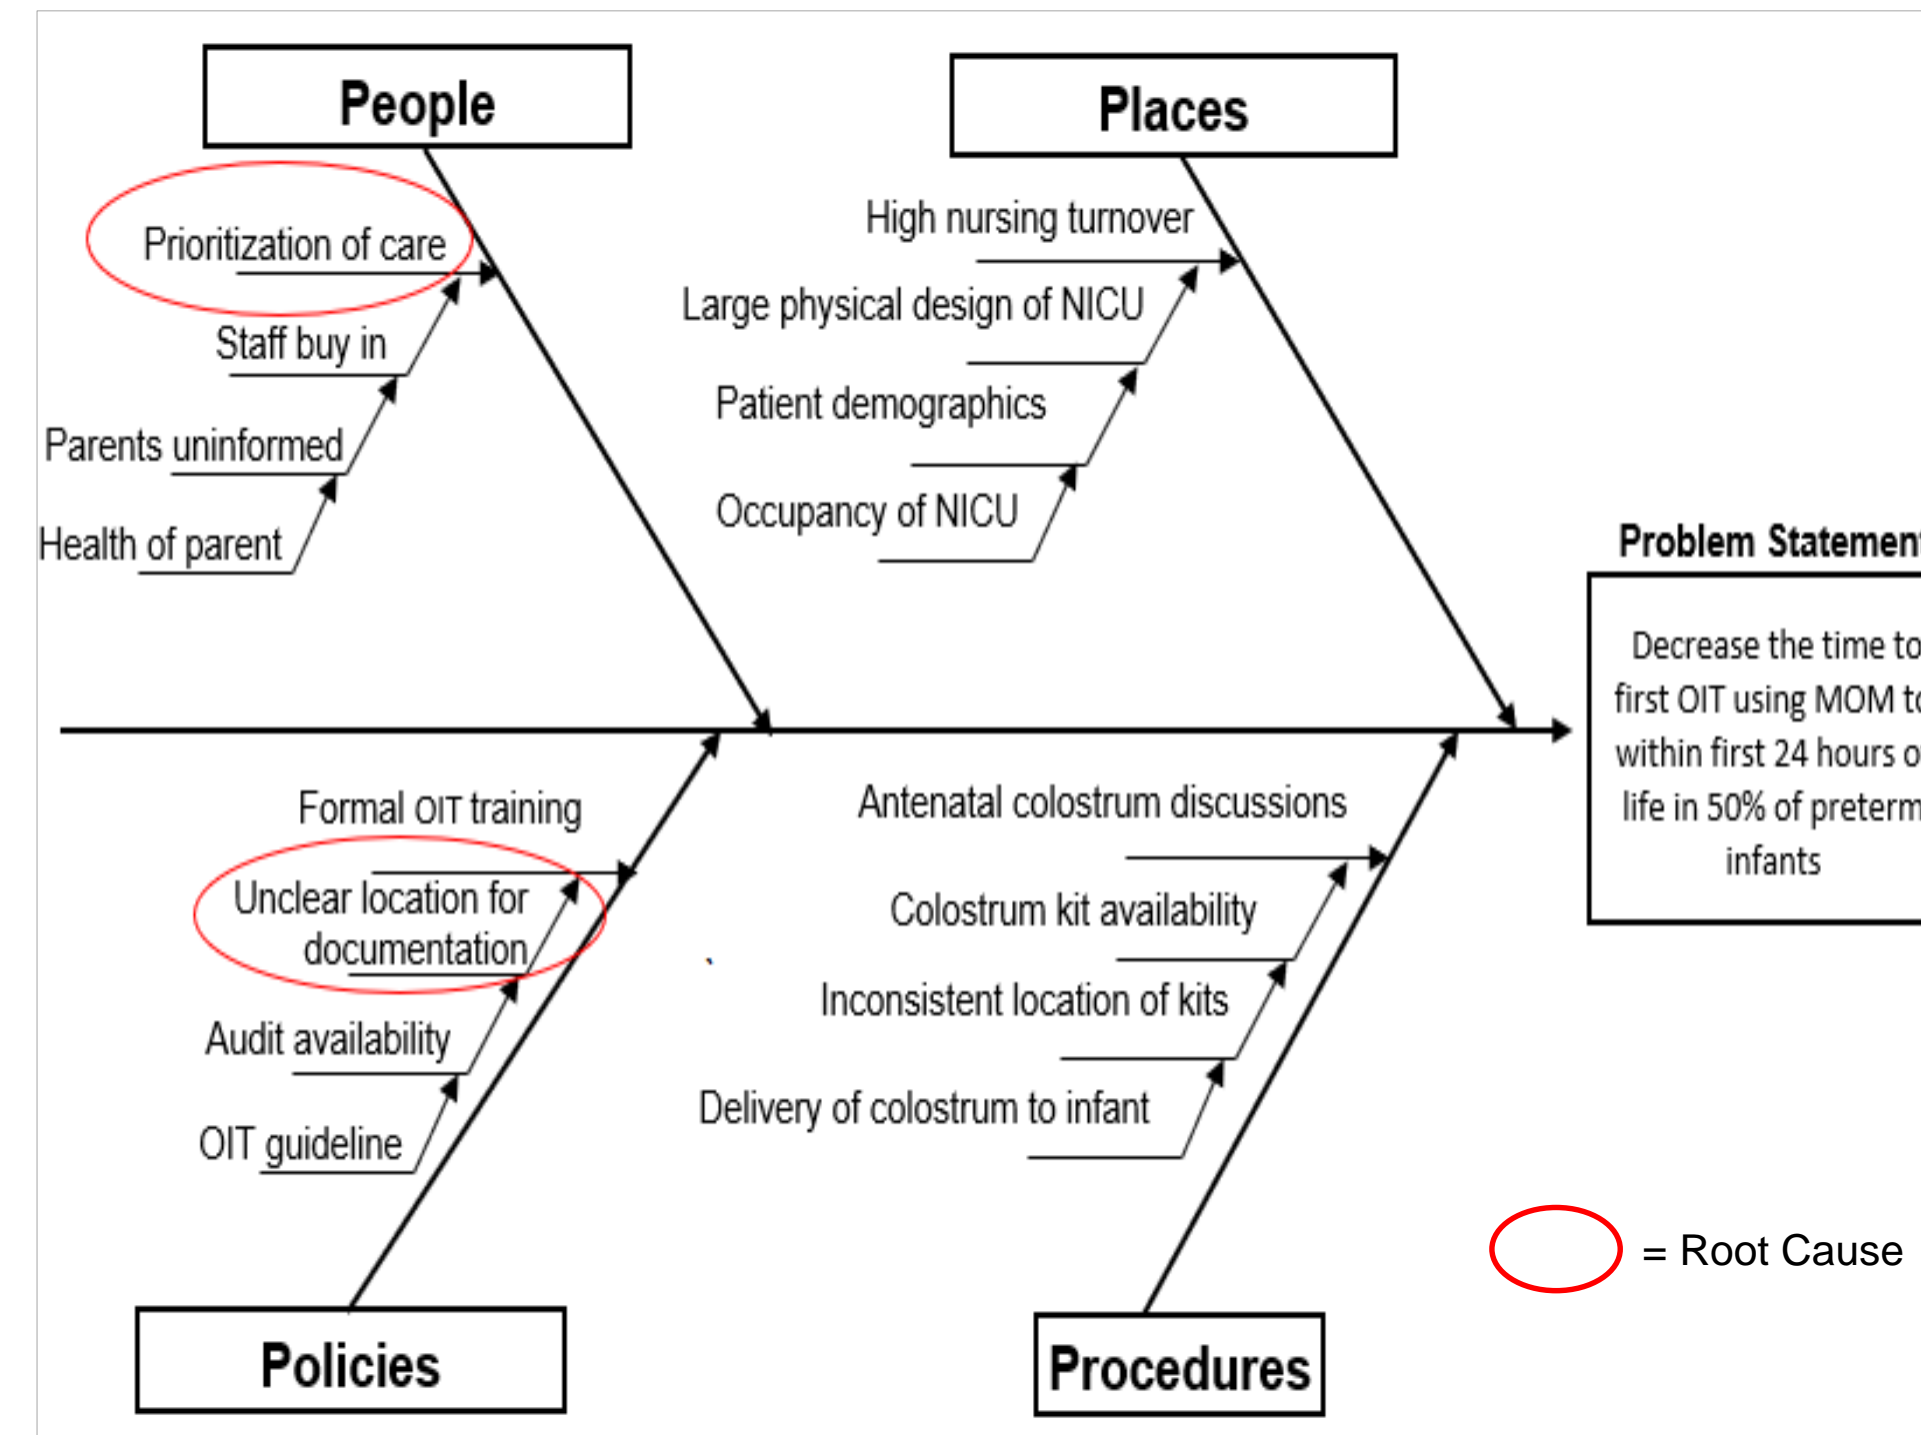 People
Prioritization of care
Staff buy in
Parents uninformed
Health of parent
Places
High nursing turnover
Large physical design of NICU
Patient demographics
Occupancy of NICU
Problem Statement
Decrease the time to
first OIT using MOM to
within first 24 hours o
life in 50% of preterm
infants
Formal OIT training
Unclear location for
documentation
Audit availability
OIT guideline
Policies
Antenatal colostrum discussions
Colostrum kit availability
Inconsistent location of kits
Delivery of colostrum to infant
Procedures
= Root Cause